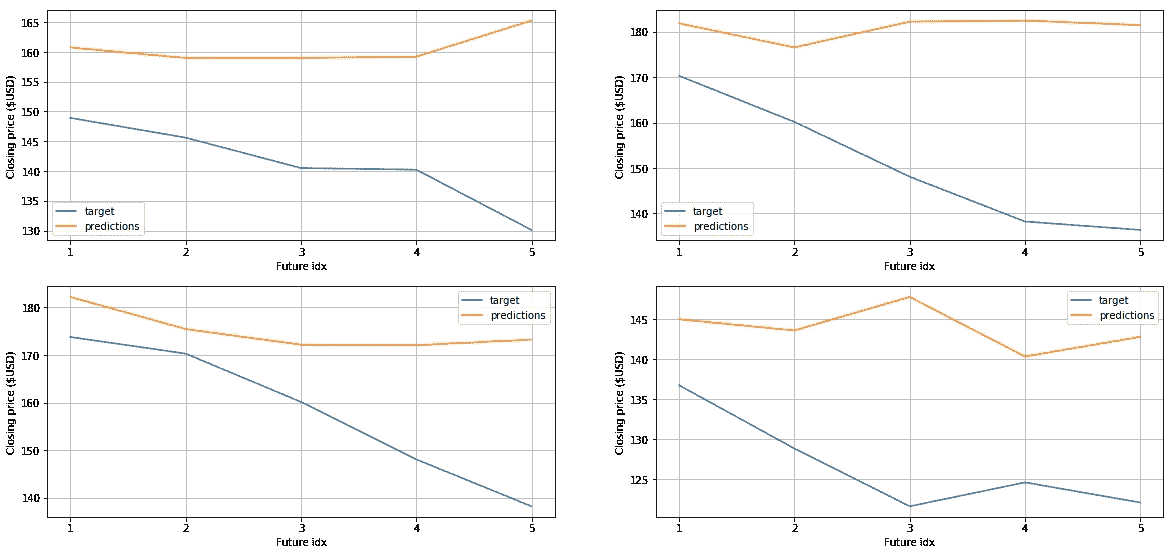 165
160
155
150
145
140
135
130
Closing price ($USD)
target
predictions
1 2 3 4 5
Future idx
180
170
160
150
140
Closing price ($USD)
target
predictions
1 2 3 4 5
Future idx
180
170
160
150
140
Closing price ($USD)
target
predictions
1 2 3 4 5
Future idx
145
140
135
130
125
Closing price ($USD)
target
predictions
1 2 3 4 5
Future idx